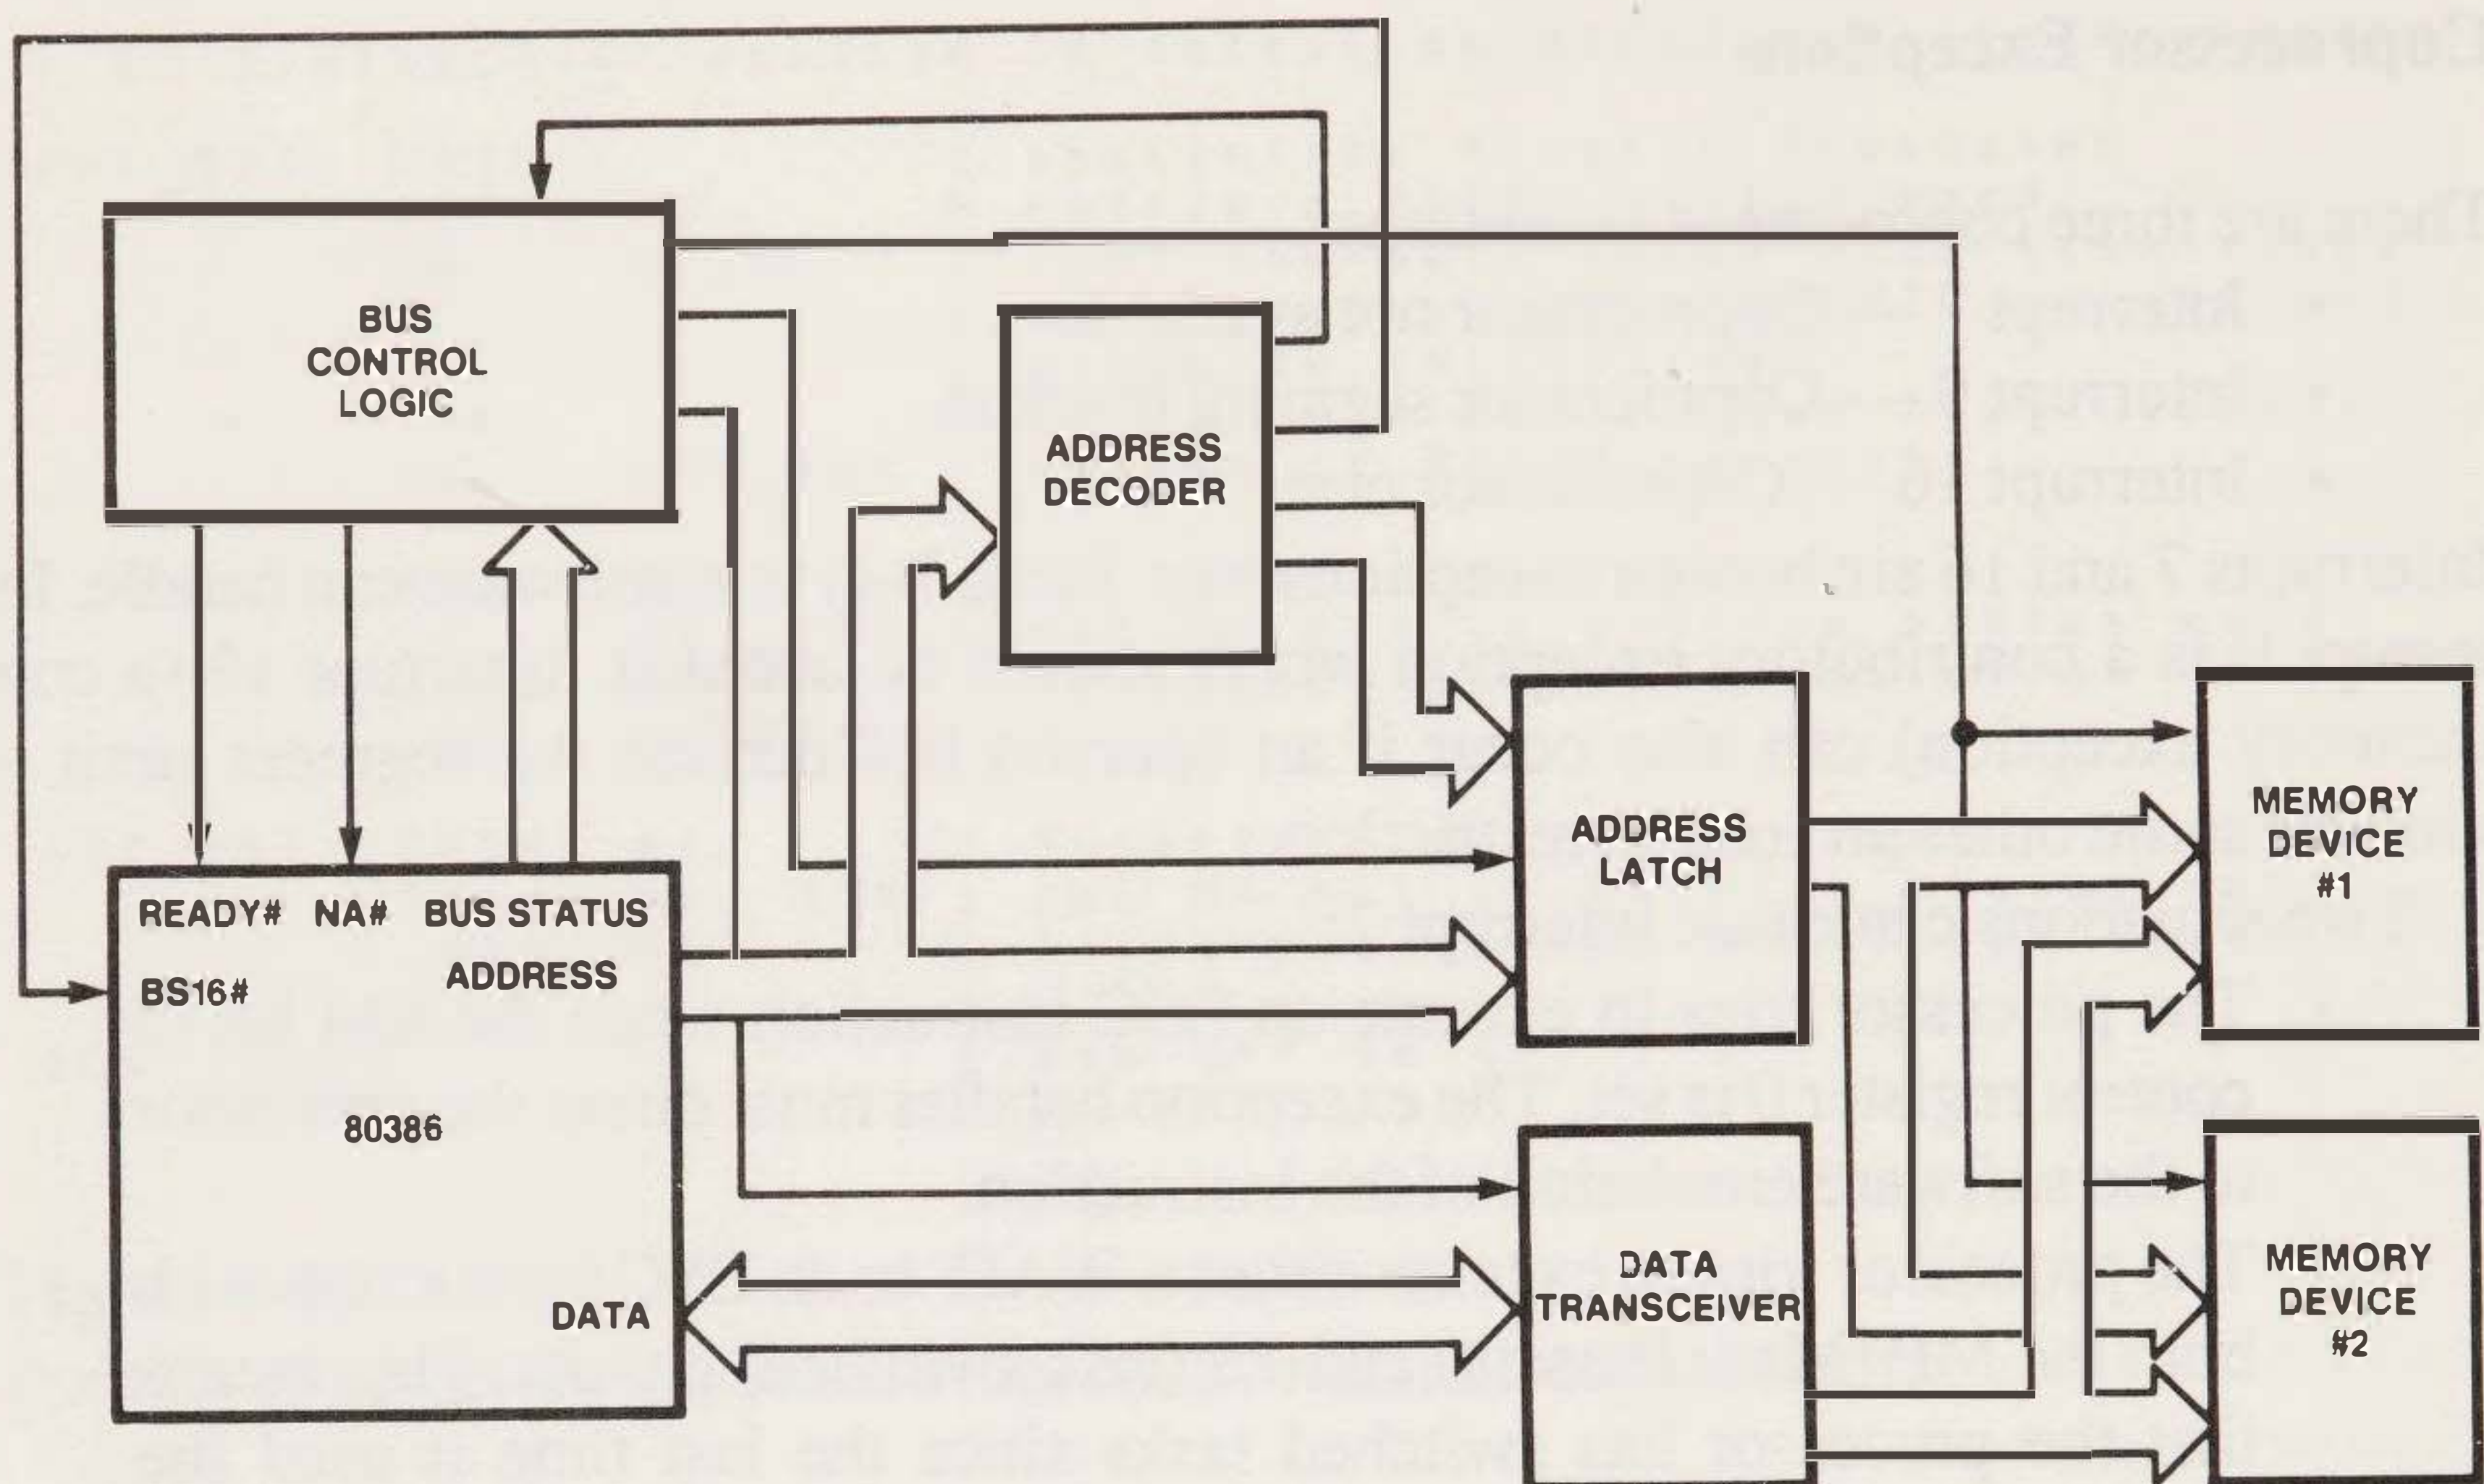 BUS
CONTROL
LOGIC
ADDRESS
DECODER
ADDRESS
LATCH
MEMORY
DEVICE
#1
READY# NA# BUS STATUS
ADDRESS
BS16#
80386
DATA
DATA
TRANSCEIVER
MEMORY
DEVICE
#2